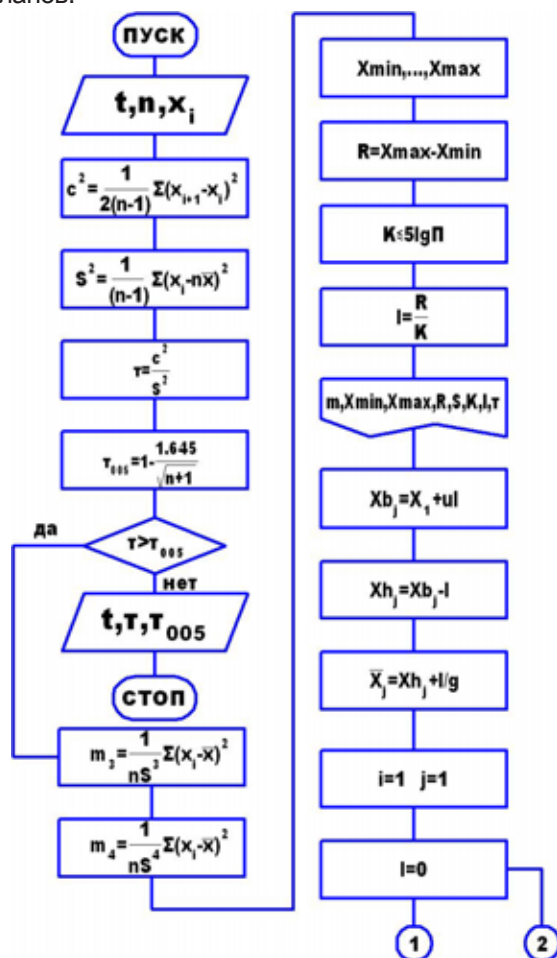 ланов.
ПУСК
t,n,xᵢ
c²=1/2(n-1) Σ(xᵢ₊₁-xᵢ)²
S²=1/(n-1) Σ(xᵢ-nx̅)²
τ=c²/s²
τ₀₀₅=1-1.645/√n+1
да
τ>τ₀₀₅
нет
t,τ,τ₀₀₅
СТОП
m₃=1/nS³ Σ(xᵢ-x̅)²
m₄=1/nS⁴ Σ(xᵢ-x̅)²
Xmin,...,Xmax
R=Xmax-Xmin
K≤5lgП
l=R/K
m,Xmin,Xmax,R,S,K,l,τ
Xbⱼ=X₁+ul
Xhⱼ=Xbⱼ-l
X̅ⱼ=Xhⱼ+l/g
i=1 j=1
l=0
1
2